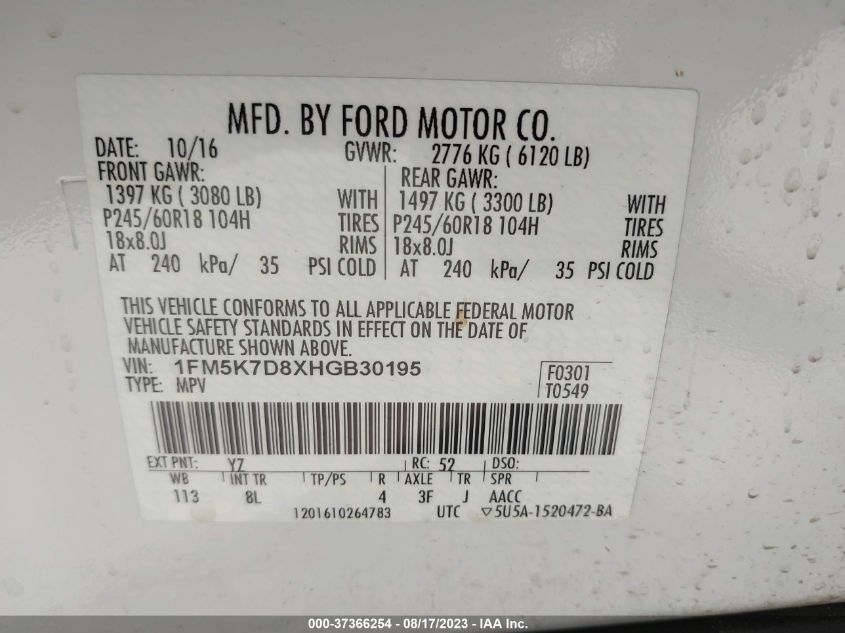 MFD. BY FORD MOTOR CO.
DATE: 10/16 GVWR: 2776 KG ( 6120 LB)
FRONT GAWR: REAR GAWR:
1397 KG ( 3080 LB) WITH 1497 KG ( 3300 LB) WITH
P245/60R18 104H TIRES P245/60R18 104H TIRES
18x8.0J RIMS 18x8.0J RIMS
AT 240 kPa/ 35 PSI COLD AT 240 kPa/ 35 PSI COLD
THIS VEHICLE CONFORMS TO ALL APPLICABLE FEDERAL MOTOR
VEHICLE SAFETY STANDARDS IN EFFECT ON THE DATE OF
MANUFACTURE SHOWN ABOVE.
VIN: 1FM5K7D8XHGB30195 F0301
TYPE: MPV T0549
EXT PNT: YZ RC: 52 DSO:
WB INT TR TP/PS R AXLE TR SPR
113 8L 4 3F J AACC
1201610264783 UTC ▽5U5A-1520472-BA
000-37366254 - 08/17/2023 - IAA Inc.